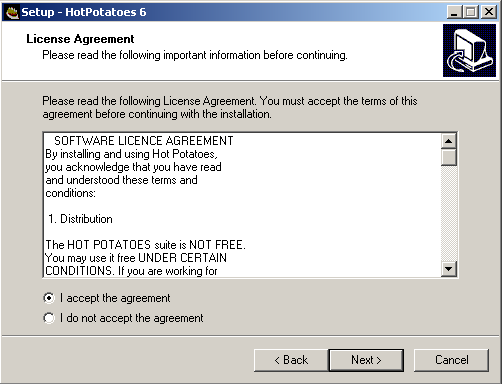 Setup - HotPotatoes 6
License Agreement
Please read the following important information before continuing.
Please read the following License Agreement. You must accept the terms of this
agreement before continuing with the installation.
SOFTWARE LICENCE AGREEMENT
By installing and using Hot Potatoes,
you acknowledge that you have read
and understood these terms and
conditions:
1. Distribution
The HOT POTATOES suite is NOT FREE.
You may use it free UNDER CERTAIN
CONDITIONS. If you are working for
I accept the agreement
I do not accept the agreement
< Back
Next >
Cancel